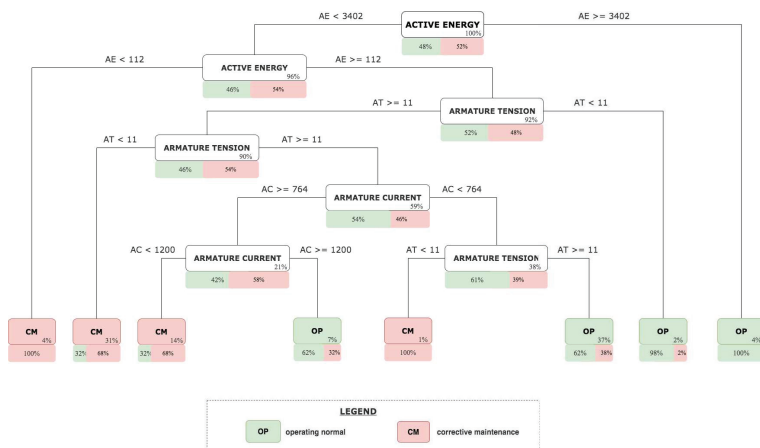 AE < 3402
AE >= 3402
ACTIVE ENERGY
100%
48% 52%
AE < 112
ACTIVE ENERGY
96%
AE >= 112
46% 54%
AT >= 11
ARMATURE TENSION
92%
AT < 11
52% 48%
AT < 11
ARMATURE TENSION
90%
AT >= 11
46% 54%
AC >= 764
ARMATURE CURRENT
59%
AC < 764
54% 46%
AC < 1200
ARMATURE CURRENT
21%
AC >= 1200
42% 58%
AT < 11
ARMATURE TENSION
38%
AT >= 11
61% 39%
CM
4%
100%
CM
31%
32% 68%
CM
14%
32% 68%
OP
7%
62% 32%
CM
1%
100%
OP
37%
62% 38%
OP
2%
98% 2%
OP
4%
100%
LEGEND
OP operating normal CM corrective maintenance